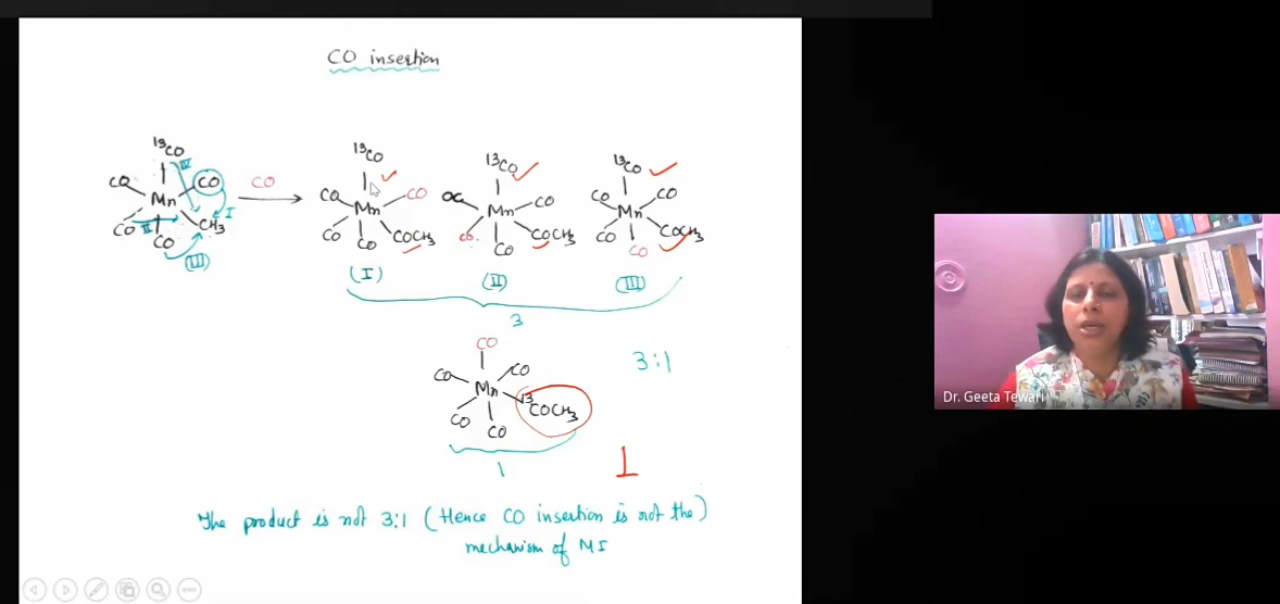 CO insertion
¹³CO
CO
CO
Mn
CO
CO
CH₃
IV
I
II
(III)
CO
¹³CO
CO
CO
Mn
CO
CO
COCH₃
(I)
¹³CO
OC
CO
Mn
CO
CO
COCH₃
(II)
¹³CO
CO
CO
Mn
CO
CO
COCH₃
(III)
3
CO
CO
CO
Mn
CO
CO
¹³COCH₃
1
3:1
1
The product is not 3:1 (Hence CO insertion is not the)
mechanism of MI
Dr. Geeta Tewari